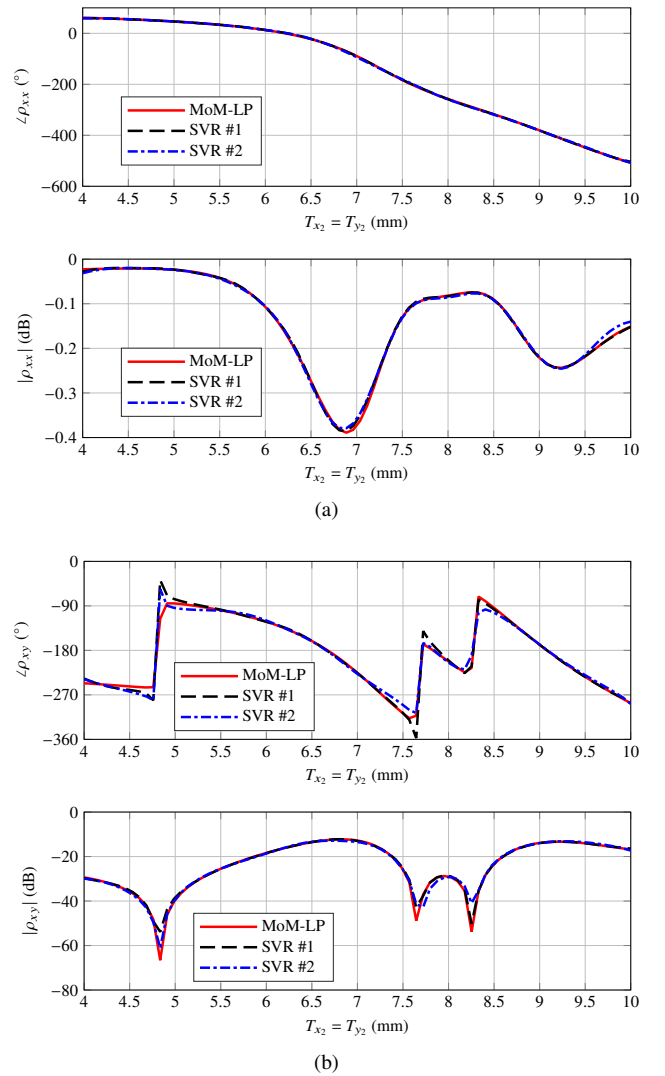 0
−200
−400
−600
∠ρxx (°)
MoM-LP
SVR #1
SVR #2
4 4.5 5 5.5 6 6.5 7 7.5 8 8.5 9 9.5 10
Tx2 = Ty2 (mm)
0
−0.1
−0.2
−0.3
−0.4
|ρxx| (dB)
MoM-LP
SVR #1
SVR #2
4 4.5 5 5.5 6 6.5 7 7.5 8 8.5 9 9.5 10
Tx2 = Ty2 (mm)
(a)
0
−90
−180
−270
−360
∠ρxy (°)
MoM-LP
SVR #1
SVR #2
4 4.5 5 5.5 6 6.5 7 7.5 8 8.5 9 9.5 10
Tx2 = Ty2 (mm)
0
−20
−40
−60
−80
|ρxy| (dB)
MoM-LP
SVR #1
SVR #2
4 4.5 5 5.5 6 6.5 7 7.5 8 8.5 9 9.5 10
Tx2 = Ty2 (mm)
(b)